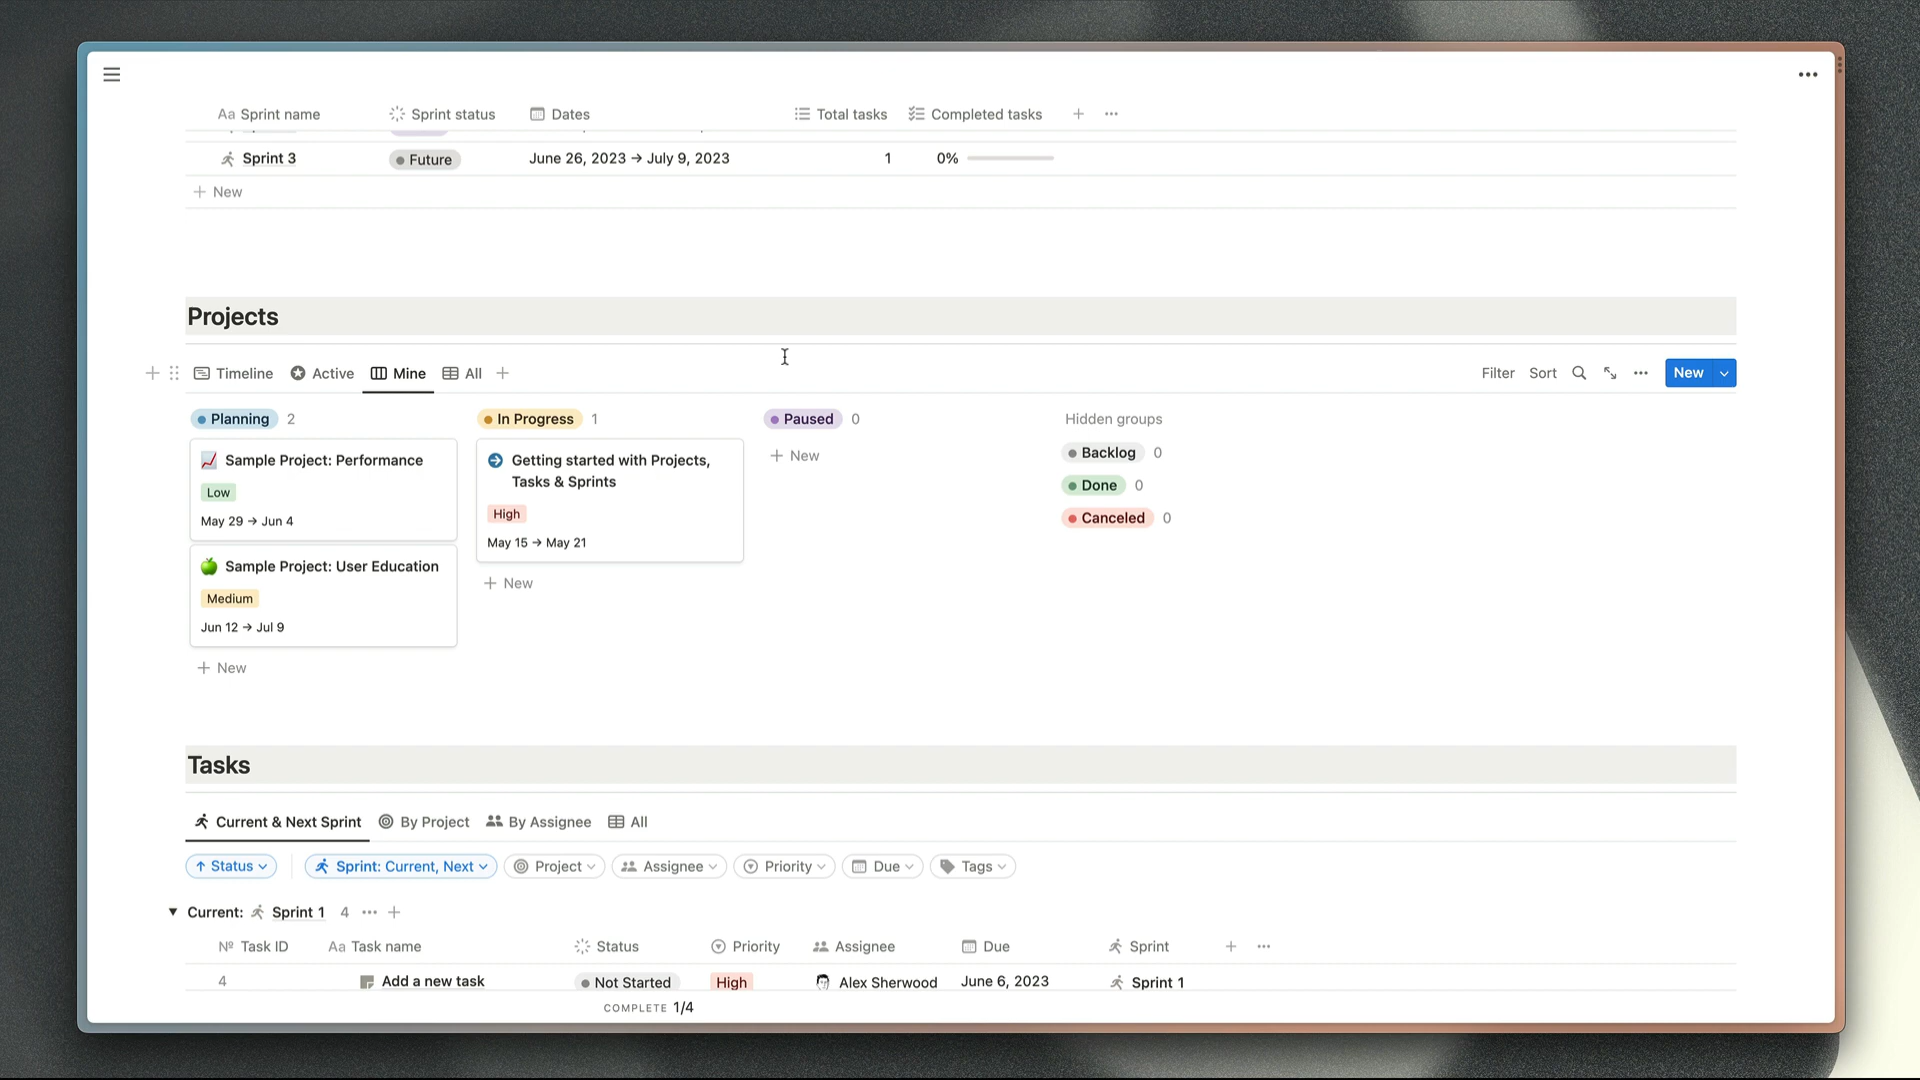 Aa Sprint name Sprint status Dates Total tasks Completed tasks
Sprint 3 Future June 26, 2023 → July 9, 2023 1 0%
+ New
Projects
Timeline Active Mine All +
Filter Sort New
Planning 2
In Progress 1
Paused 0
Hidden groups
Sample Project: Performance
Low
May 29 → Jun 4
Sample Project: User Education
Medium
Jun 12 → Jul 9
+ New
Getting started with Projects,
Tasks & Sprints
High
May 15 → May 21
+ New
+ New
Backlog 0
Done 0
Canceled 0
Tasks
Current & Next Sprint By Project By Assignee All
↑ Status Sprint: Current, Next Project Assignee Priority Due Tags
Current: Sprint 1 4
Nº Task ID Aa Task name Status Priority Assignee Due Sprint
4 Add a new task Not Started High Alex Sherwood June 6, 2023 Sprint 1
COMPLETE 1/4